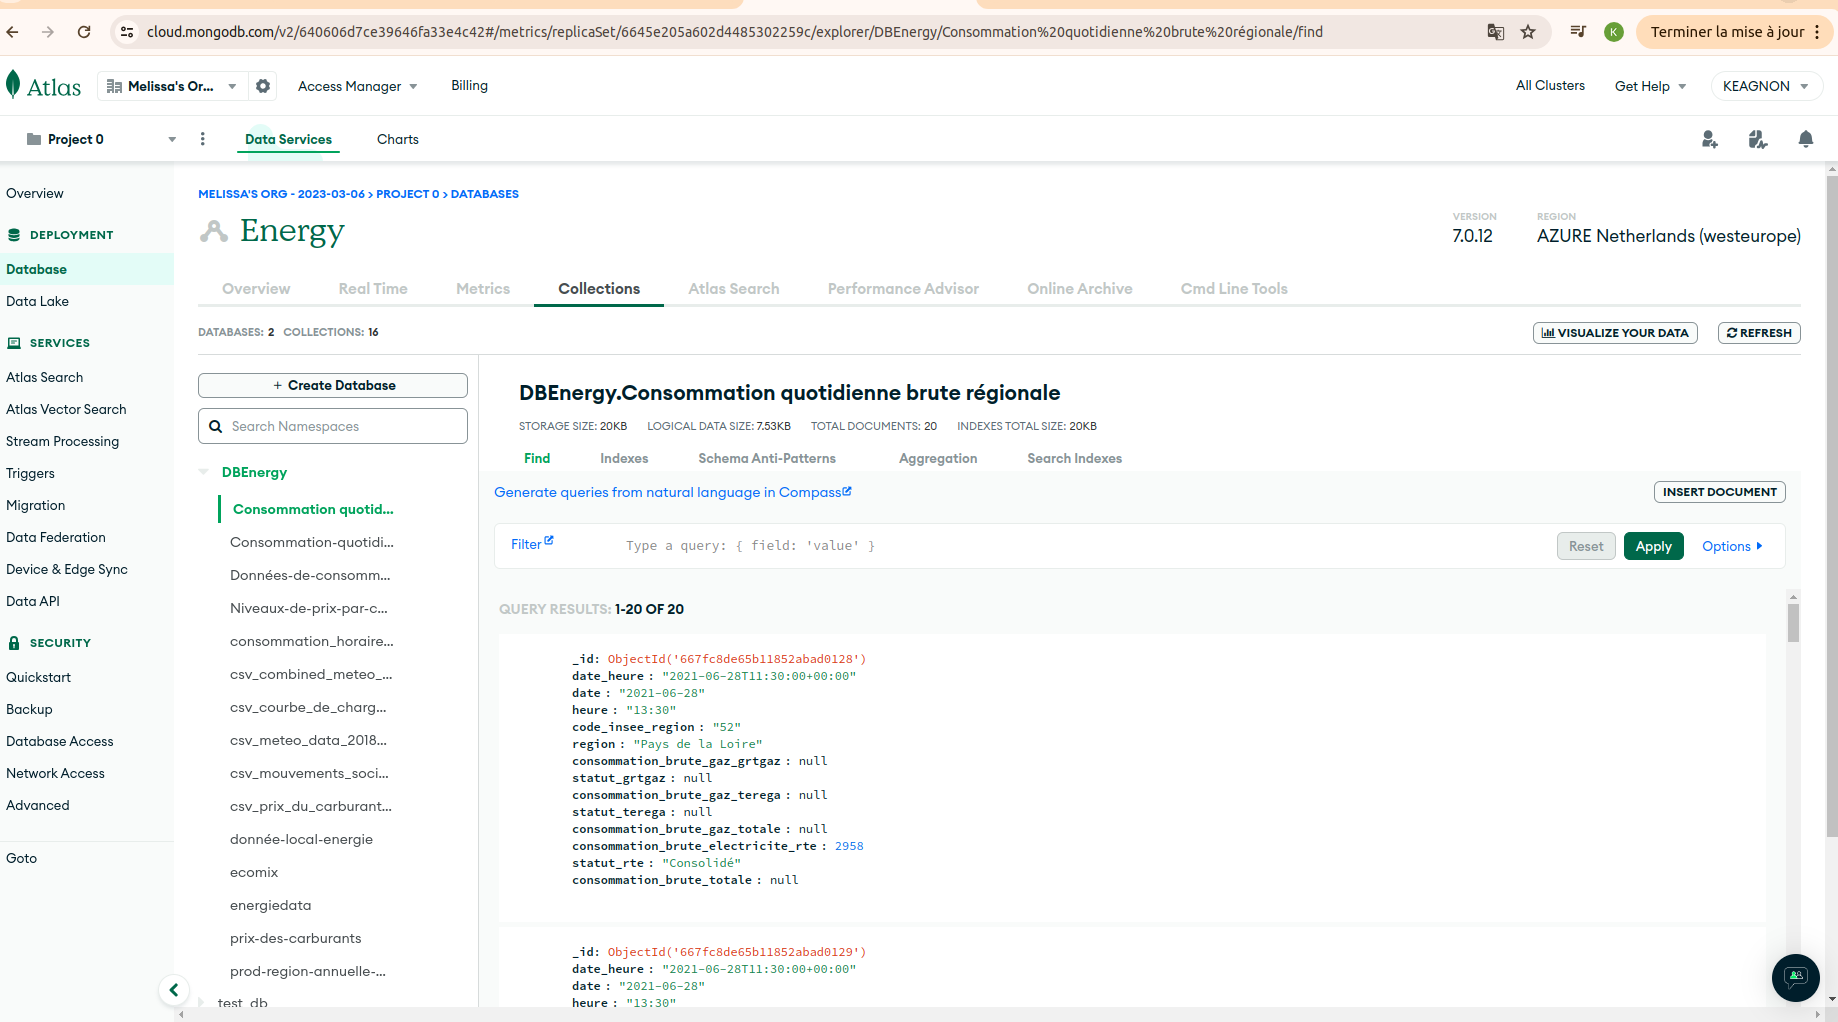 cloud.mongodb.com/v2/640606d7ce39646fa33e4c42#/metrics/replicaSet/6645e205a602d4485302259c/explorer/DBEnergy/Consommation%20quotidienne%20brute%20régionale/find
K
Terminer la mise à jour
Atlas
Melissa's Or...
Access Manager
Billing
All Clusters
Get Help
KEAGNON
Project 0
Data Services
Charts
Overview
DEPLOYMENT
Database
Data Lake
SERVICES
Atlas Search
Atlas Vector Search
Stream Processing
Triggers
Migration
Data Federation
Device & Edge Sync
Data API
SECURITY
Quickstart
Backup
Database Access
Network Access
Advanced
Goto
MELISSA'S ORG - 2023-03-06 > PROJECT 0 > DATABASES
Energy
VERSION
7.0.12
REGION
AZURE Netherlands (westeurope)
Overview
Real Time
Metrics
Collections
Atlas Search
Performance Advisor
Online Archive
Cmd Line Tools
DATABASES: 2 COLLECTIONS: 16
VISUALIZE YOUR DATA
REFRESH
+ Create Database
Search Namespaces
DBEnergy
Consommation quotid...
Consommation-quotidi...
Données-de-consomm...
Niveaux-de-prix-par-c...
consommation_horaire...
csv_combined_meteo_...
csv_courbe_de_charg...
csv_meteo_data_2018...
csv_mouvements_soci...
csv_prix_du_carburant...
donnée-local-energie
ecomix
energiedata
prix-des-carburants
prod-region-annuelle-...
test_db
DBEnergy.Consommation quotidienne brute régionale
STORAGE SIZE: 20KB LOGICAL DATA SIZE: 7.53KB TOTAL DOCUMENTS: 20 INDEXES TOTAL SIZE: 20KB
Find
Indexes
Schema Anti-Patterns
Aggregation
Search Indexes
Generate queries from natural language in Compass
INSERT DOCUMENT
Filter
Type a query: { field: 'value' }
Reset
Apply
Options
QUERY RESULTS: 1-20 OF 20
_id: ObjectId('667fc8de65b11852abad0128')
date_heure : "2021-06-28T11:30:00+00:00"
date : "2021-06-28"
heure : "13:30"
code_insee_region : "52"
region : "Pays de la Loire"
consommation_brute_gaz_grtgaz : null
statut_grtgaz : null
consommation_brute_gaz_terega : null
statut_terega : null
consommation_brute_gaz_totale : null
consommation_brute_electricite_rte : 2958
statut_rte : "Consolidé"
consommation_brute_totale : null
_id: ObjectId('667fc8de65b11852abad0129')
date_heure : "2021-06-28T11:30:00+00:00"
date : "2021-06-28"
heure : "13:30"